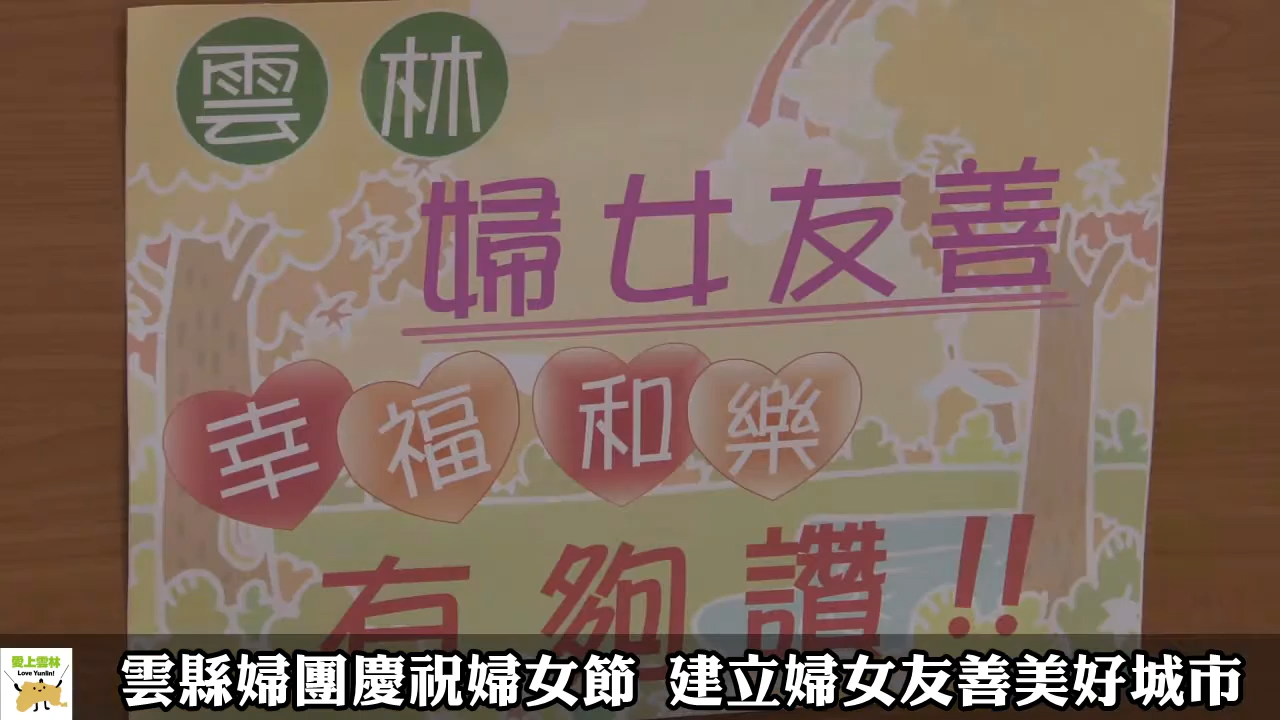 雲林
婦女友善
幸福和樂
有夠讚!!
愛上雲林
Love Yunlin!
雲縣婦團慶祝婦女節 建立婦女友善美好城市